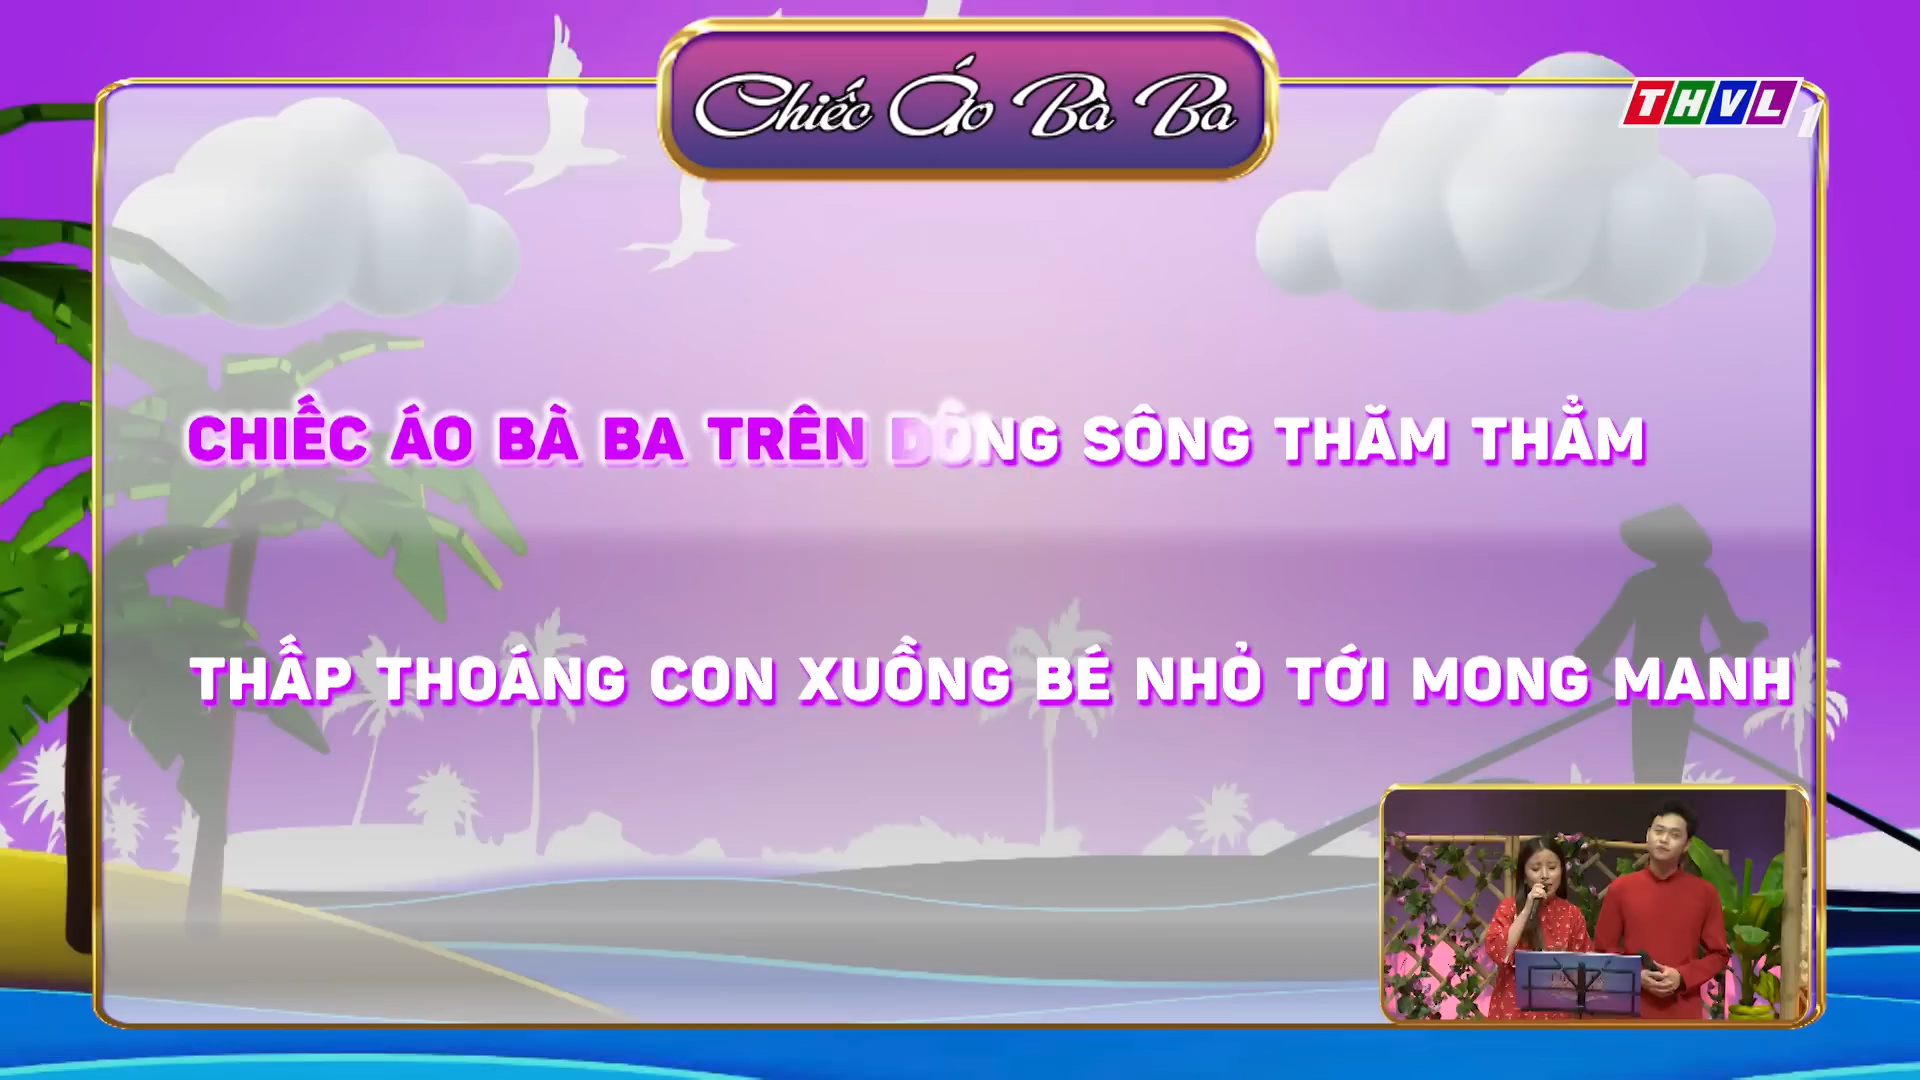 Chiếc Áo Bà Ba
THVL1
CHIẾC ÁO BÀ BA TRÊN DÒNG SÔNG THĂM THẲM
THẤP THOÁNG CON XUỒNG BÉ NHỎ TỚI MONG MANH